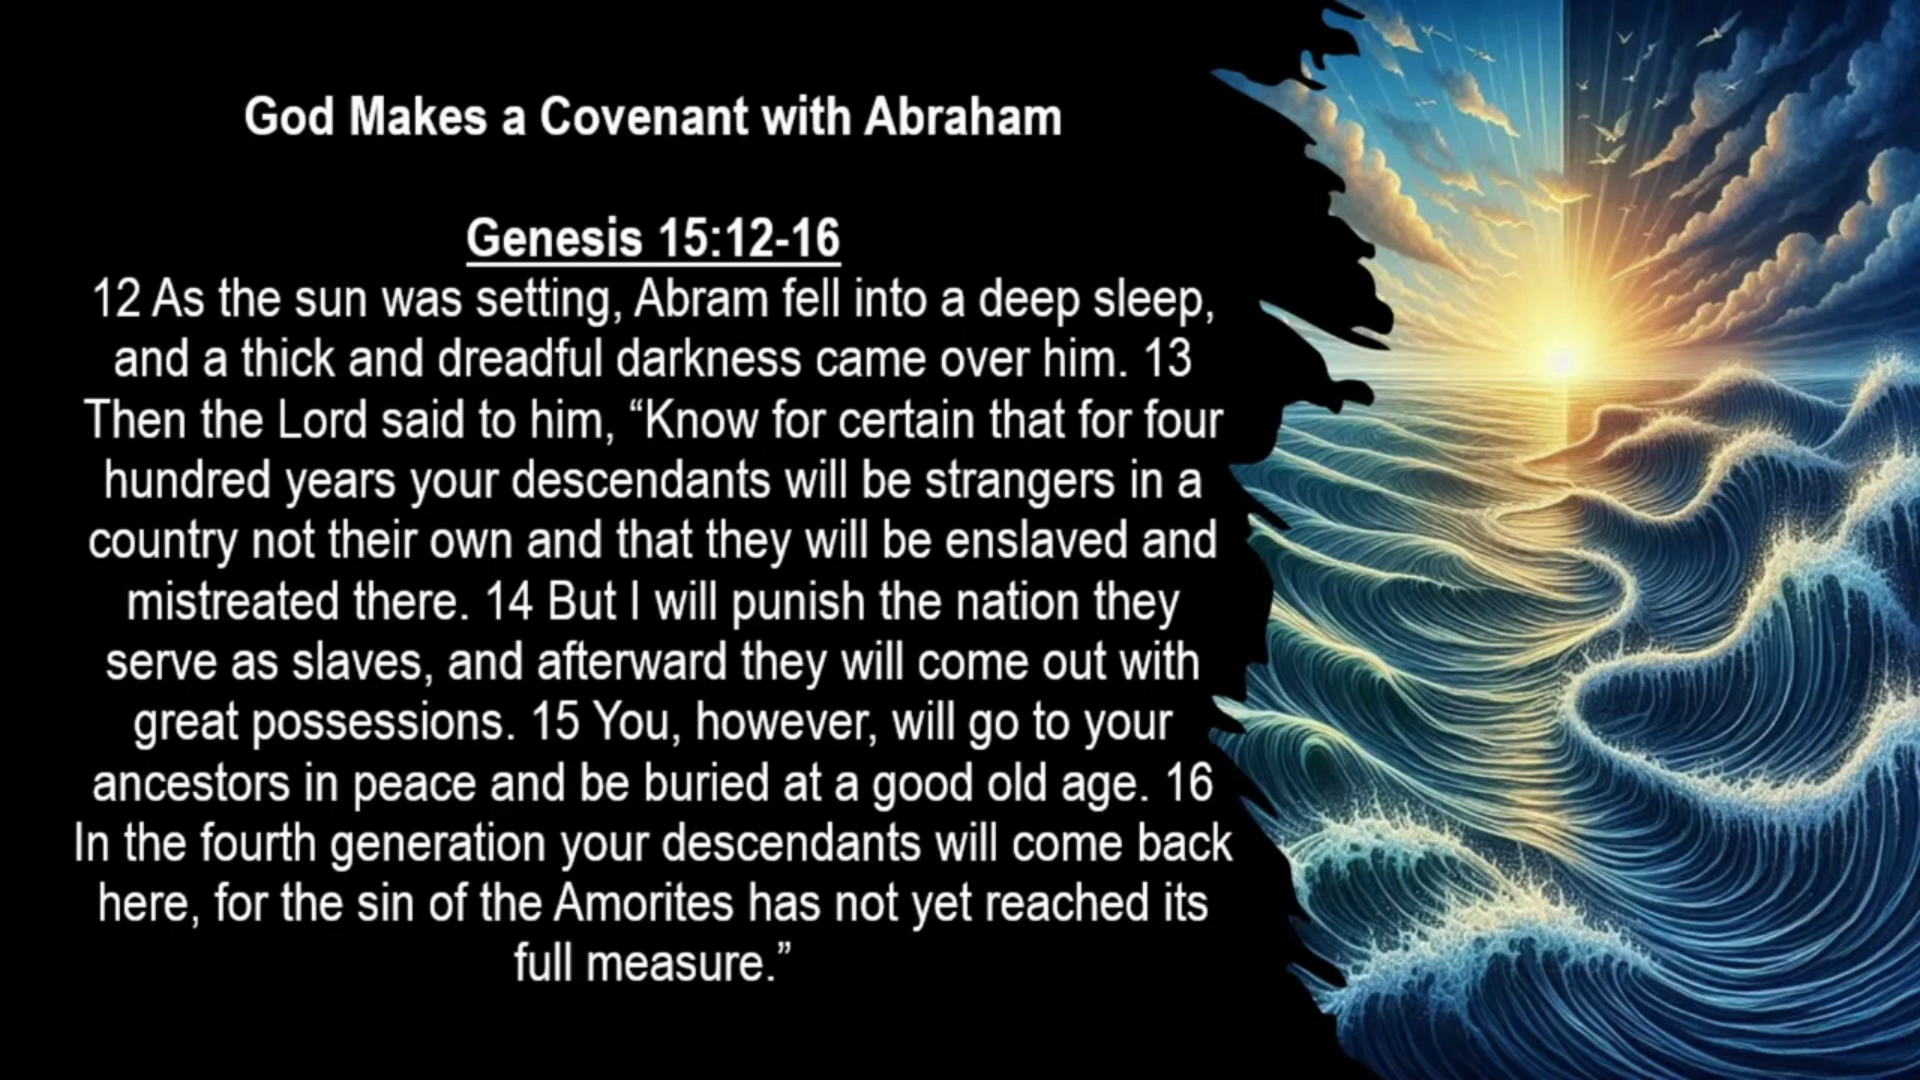 God Makes a Covenant with Abraham
Genesis 15:12-16
12 As the sun was setting, Abram fell into a deep sleep,
and a thick and dreadful darkness came over him. 13
Then the Lord said to him, “Know for certain that for four
hundred years your descendants will be strangers in a
country not their own and that they will be enslaved and
mistreated there. 14 But I will punish the nation they
serve as slaves, and afterward they will come out with
great possessions. 15 You, however, will go to your
ancestors in peace and be buried at a good old age. 16
In the fourth generation your descendants will come back
here, for the sin of the Amorites has not yet reached its
full measure.”